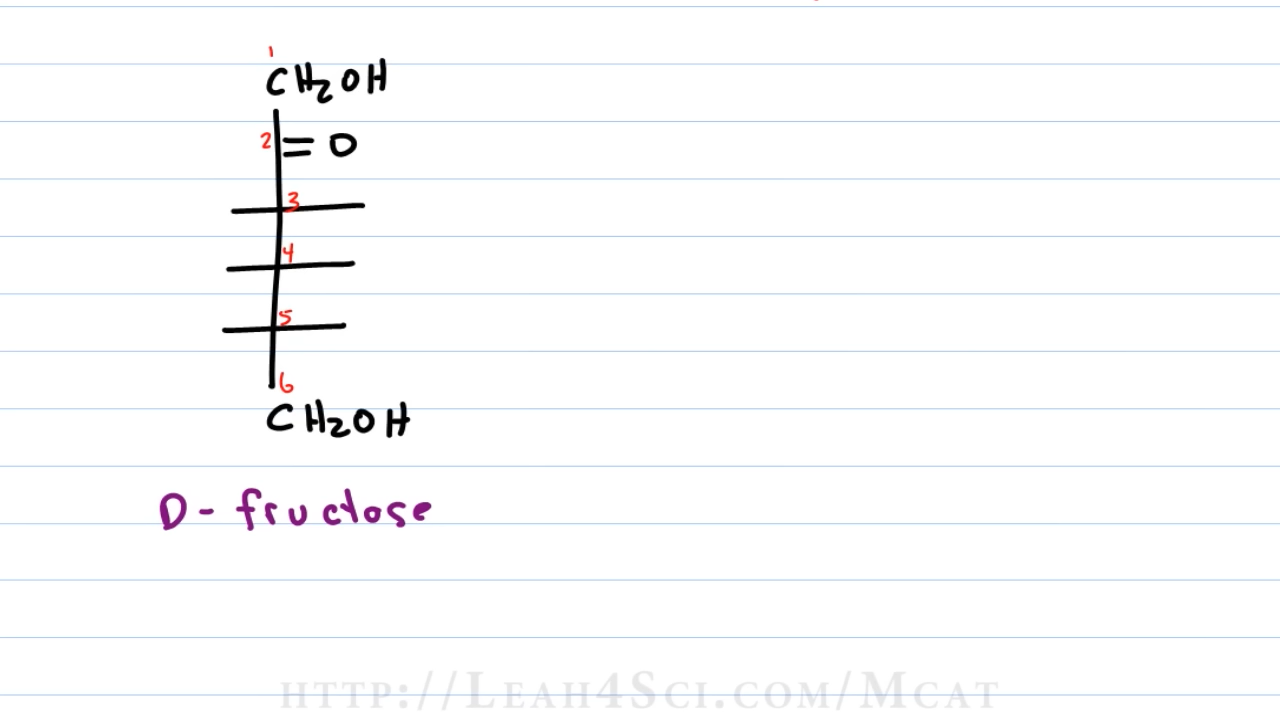 1
CH2OH
2 = O
3
4
5
6
CH2OH
D-fructose
HTTP://LEAH4SCI.COM/MCAT